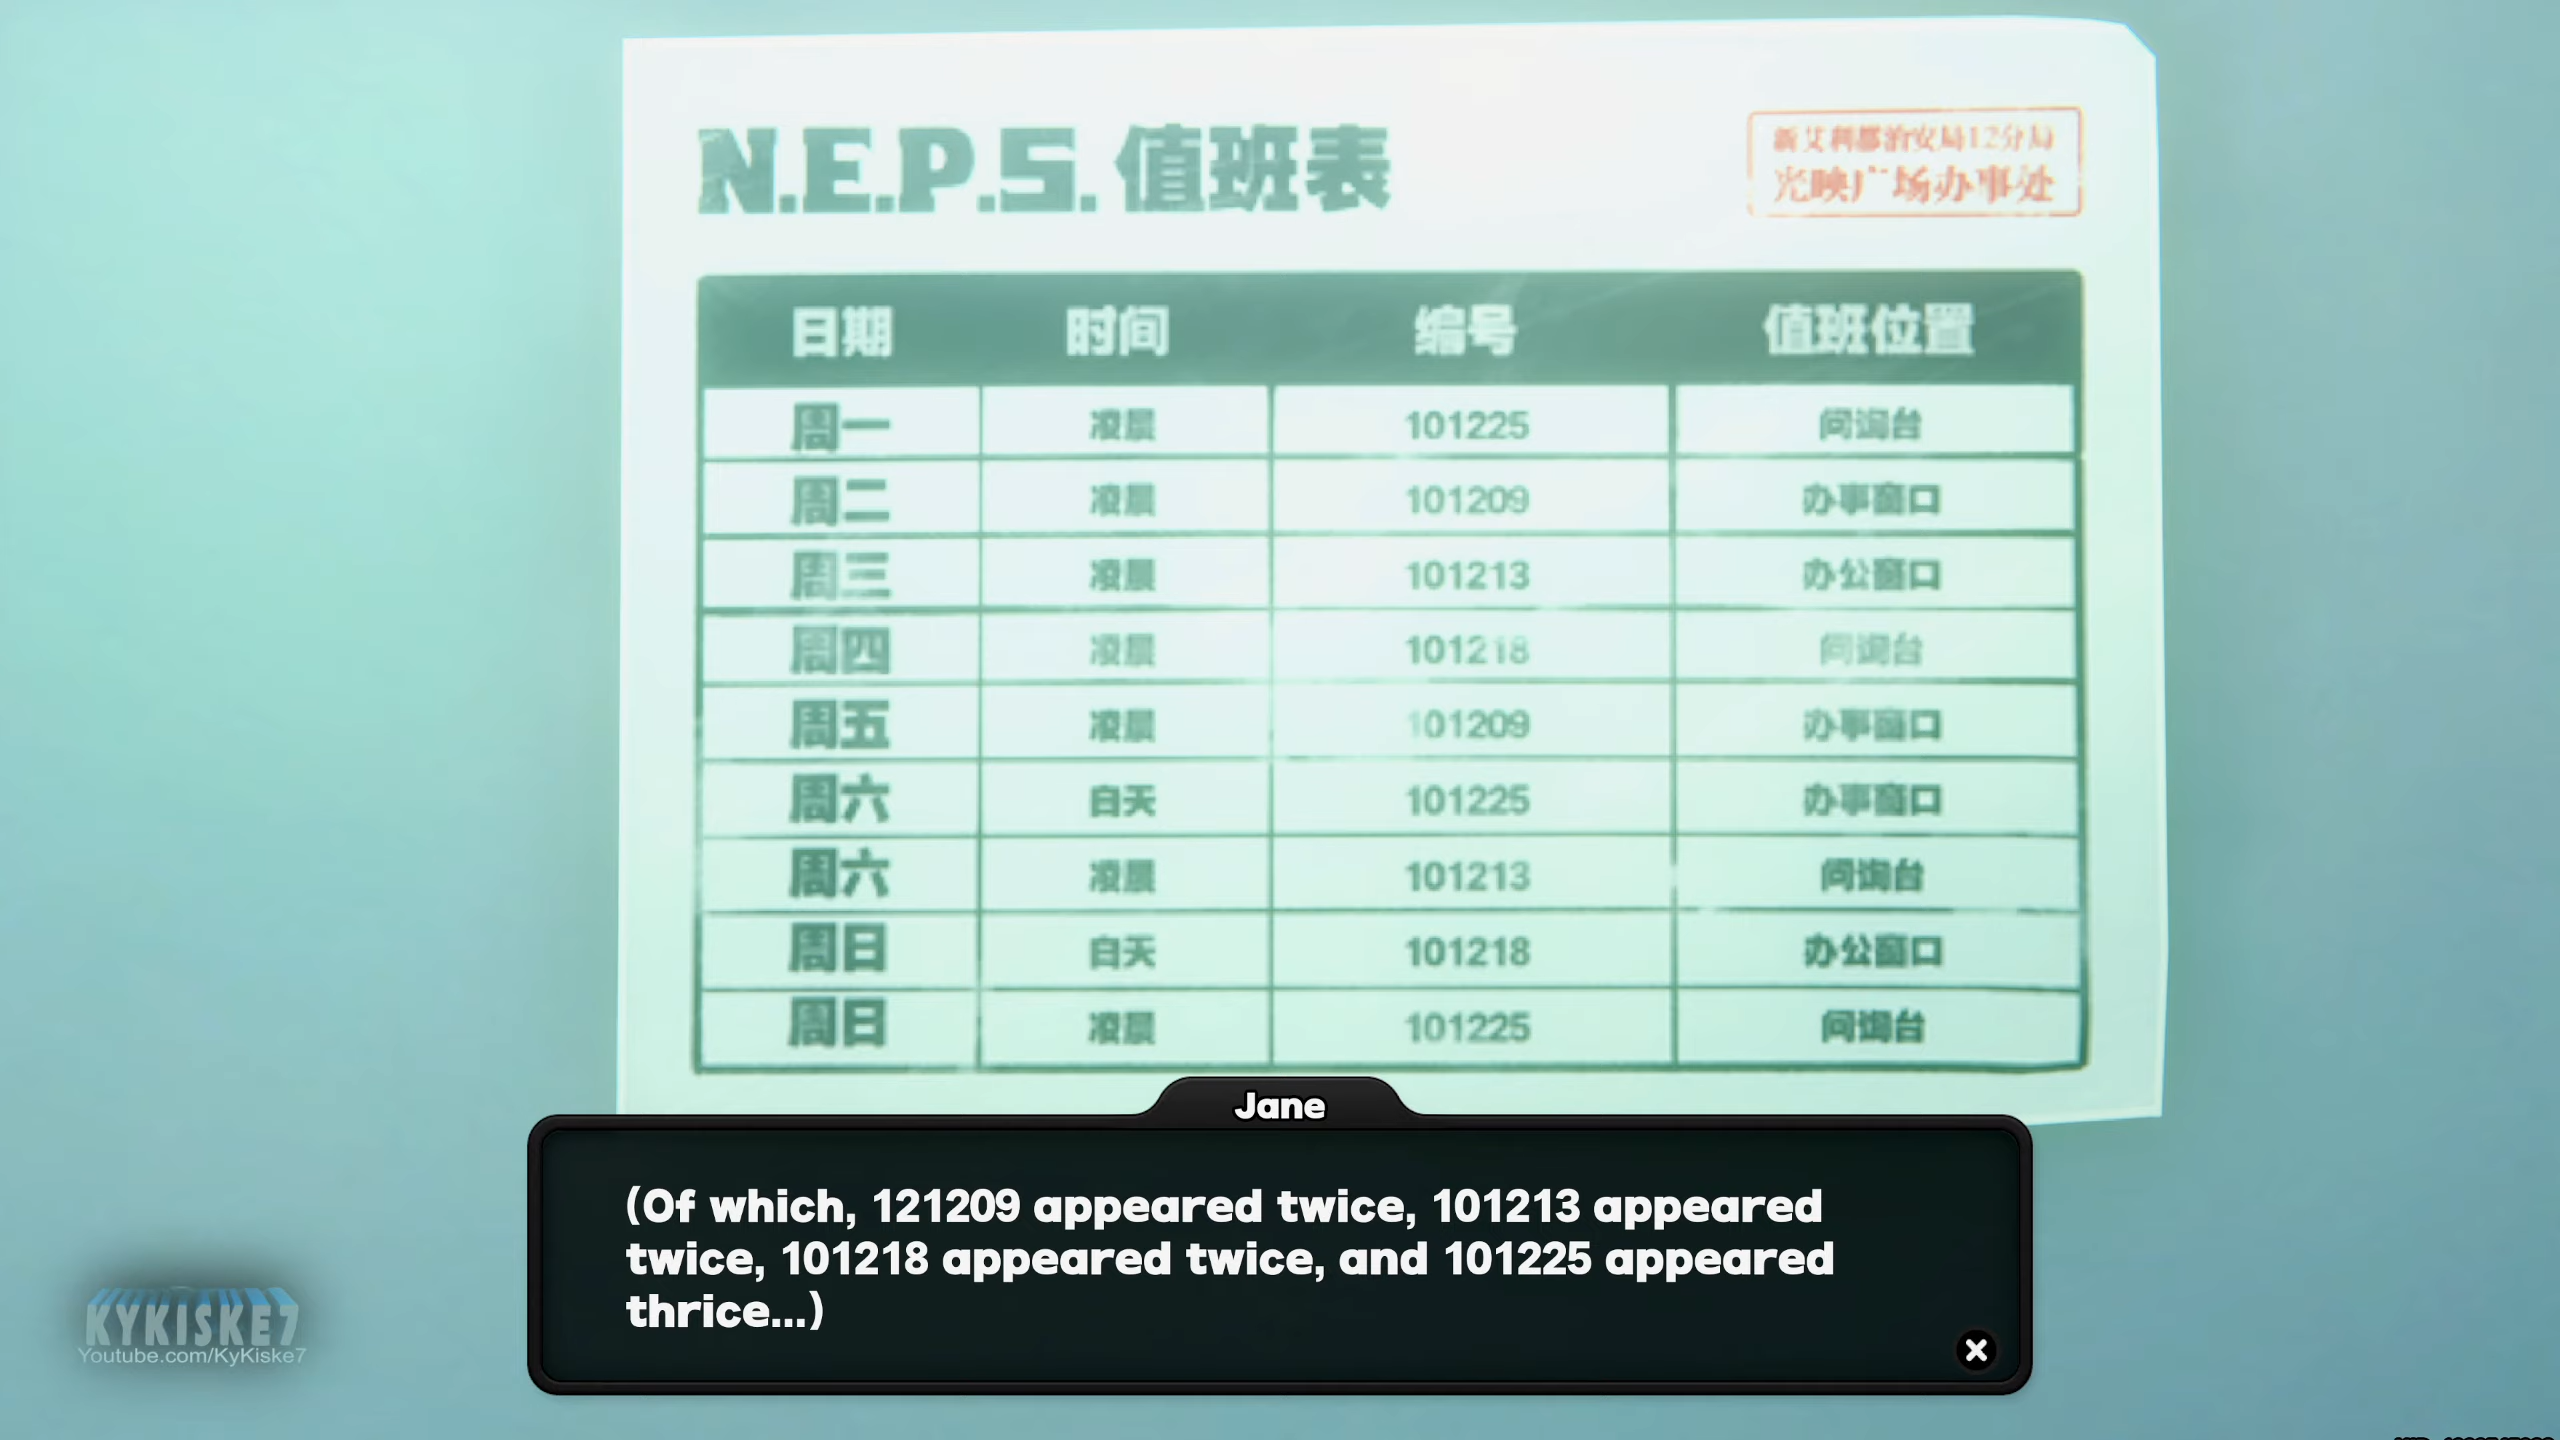 N.E.P.S. 值班表
新艾利都治安局12分局
光映广场办事处
日期 时间 编号 值班位置
周一 凌晨 101225 问询台
周二 凌晨 101209 办事窗口
周三 凌晨 101213 办公窗口
周四 凌晨 101218 问询台
周五 凌晨 101209 办事窗口
周六 白天 101225 办事窗口
周六 凌晨 101213 问询台
周日 白天 101218 办公窗口
周日 凌晨 101225 问询台
Jane
(Of which, 121209 appeared twice, 101213 appeared
twice, 101218 appeared twice, and 101225 appeared
thrice...)
KYKISKE7
Youtube.com/KyKiske7